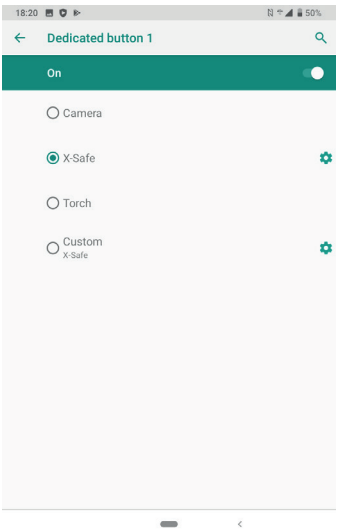 18:20
50%
Dedicated button 1
On
Camera
X-Safe
Torch
Custom
X-Safe